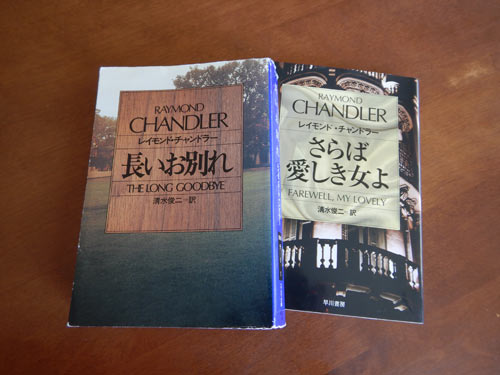 RAYMOND
CHANDLER
レイモンド・チャンドラー
長いお別れ
THE LONG GOODBYE
清水俊二=訳
RAYMOND
CHANDLER
レイモンド・チャンドラー
さらば
愛しき女よ
FAREWELL, MY LOVELY
清水俊二=訳
早川書房